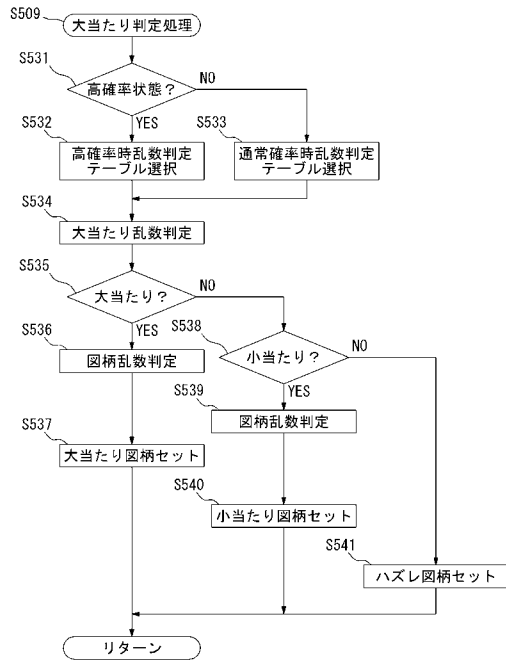 S509
大当たり判定処理
S531
高確率状態?
NO
YES
S532
高確率時乱数判定
テーブル選択
S533
通常確率時乱数判定
テーブル選択
S534
大当たり乱数判定
S535
大当たり?
NO
YES
S536
図柄乱数判定
S538
小当たり?
NO
YES
S539
図柄乱数判定
S537
大当たり図柄セット
S540
小当たり図柄セット
S541
ハズレ図柄セット
リターン